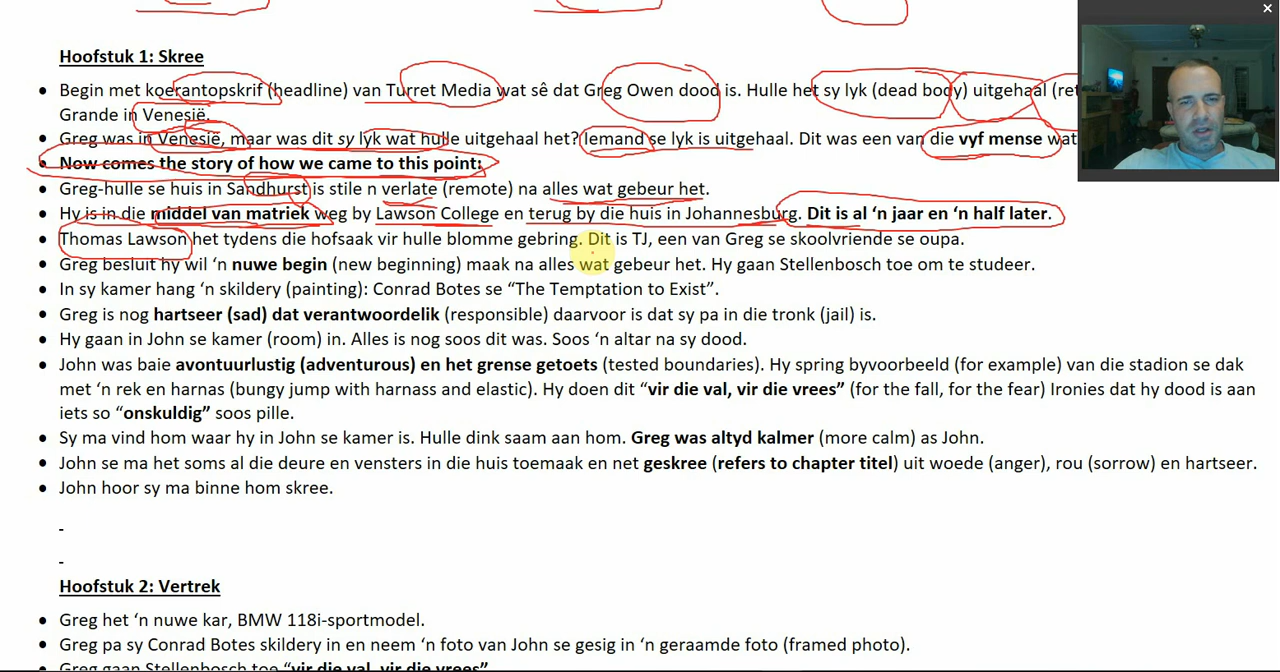 Hoofstuk 1: Skree
• Begin met koerantopskrif (headline) van Turret Media wat sê dat Greg Owen dood is. Hulle het sy lyk (dead body) uitgehaal (ret
Grande in Venesië.
• Greg was in Venesië, maar was dit sy lyk wat hulle uitgehaal het? Iemand se lyk is uitgehaal. Dit was een van die vyf mense wat
• Now comes the story of how we came to this point:
• Greg-hulle se huis in Sandhurst is stile n verlate (remote) na alles wat gebeur het.
• Hy is in die middel van matriek weg by Lawson College en terug by die huis in Johannesburg. Dit is al ‘n jaar en ‘n half later.
• Thomas Lawson het tydens die hofsaak vir hulle blomme gebring. Dit is TJ, een van Greg se skoolvriende se oupa.
• Greg besluit hy wil ‘n nuwe begin (new beginning) maak na alles wat gebeur het. Hy gaan Stellenbosch toe om te studeer.
• In sy kamer hang ‘n skildery (painting): Conrad Botes se “The Temptation to Exist”.
• Greg is nog hartseer (sad) dat verantwoordelik (responsible) daarvoor is dat sy pa in die tronk (jail) is.
• Hy gaan in John se kamer (room) in. Alles is nog soos dit was. Soos ‘n altar na sy dood.
• John was baie avontuurlustig (adventurous) en het grense getoets (tested boundaries). Hy spring byvoorbeeld (for example) van die stadion se dak
met ‘n rek en harnas (bungy jump with harnass and elastic). Hy doen dit “vir die val, vir die vrees” (for the fall, for the fear) Ironies dat hy dood is aan
iets so “onskuldig” soos pille.
• Sy ma vind hom waar hy in John se kamer is. Hulle dink saam aan hom. Greg was altyd kalmer (more calm) as John.
• John se ma het soms al die deure en vensters in die huis toemaak en net geskree (refers to chapter titel) uit woede (anger), rou (sorrow) en hartseer.
• John hoor sy ma binne hom skree.
-
-
Hoofstuk 2: Vertrek
• Greg het ‘n nuwe kar, BMW 118i-sportmodel.
• Greg pa sy Conrad Botes skildery in en neem ‘n foto van John se gesig in ‘n geraamde foto (framed photo).
• Greg gaan Stellenbosch toe “vir die val, vir die vrees”